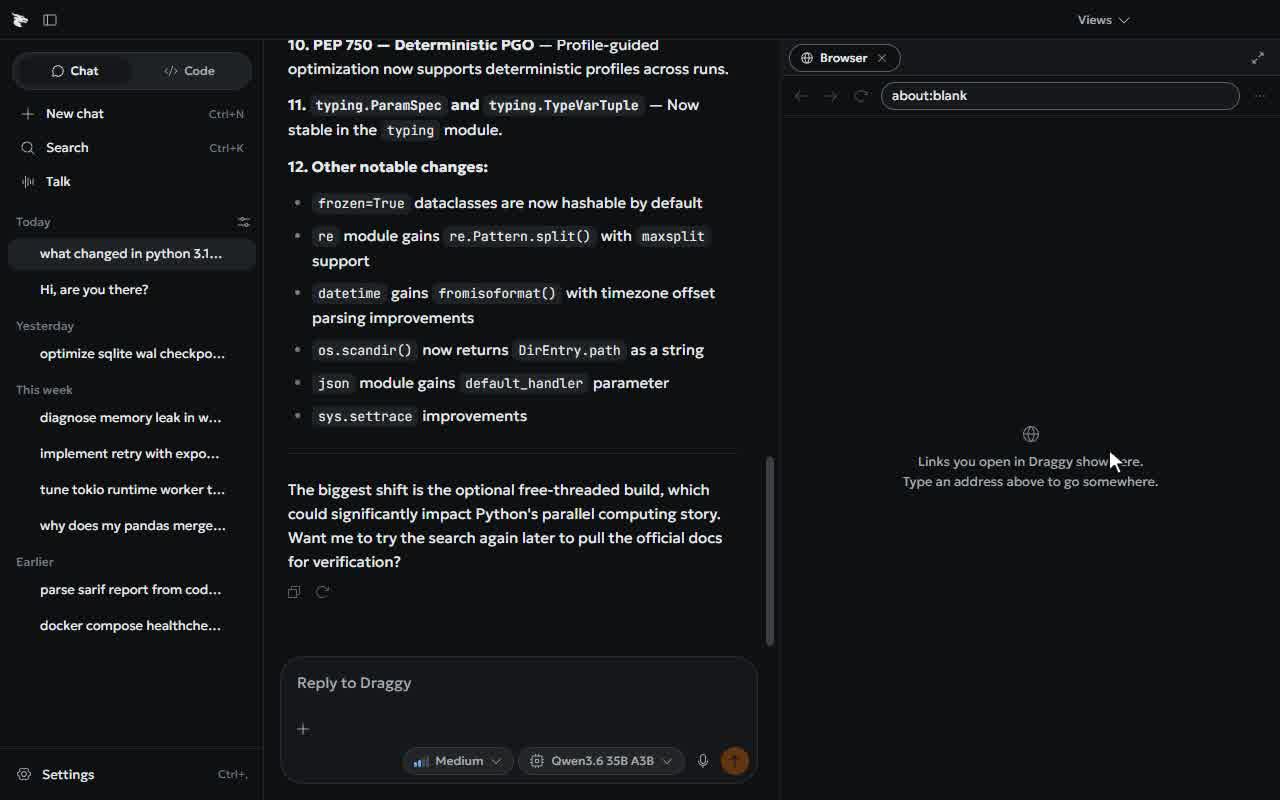 Views
Chat
Code
New chat
Ctrl+N
Search
Ctrl+K
Talk
Today
what changed in python 3.1...
Hi, are you there?
Yesterday
optimize sqlite wal checkpo...
This week
diagnose memory leak in w...
implement retry with expo...
tune tokio runtime worker t...
why does my pandas merge...
Earlier
parse sarif report from cod...
docker compose healthche...
Settings
Ctrl+,
10. PEP 750 — Deterministic PGO — Profile-guided
optimization now supports deterministic profiles across runs.
11. typing.ParamSpec and typing.TypeVarTuple — Now
stable in the typing module.
12. Other notable changes:
• frozen=True dataclasses are now hashable by default
• re module gains re.Pattern.split() with maxsplit
support
• datetime gains fromisoformat() with timezone offset
parsing improvements
• os.scandir() now returns DirEntry.path as a string
• json module gains default_handler parameter
• sys.settrace improvements
The biggest shift is the optional free-threaded build, which
could significantly impact Python's parallel computing story.
Want me to try the search again later to pull the official docs
for verification?
Reply to Draggy
Medium
Qwen3.6 35B A3B
Browser
about:blank
Links you open in Draggy show here.
Type an address above to go somewhere.